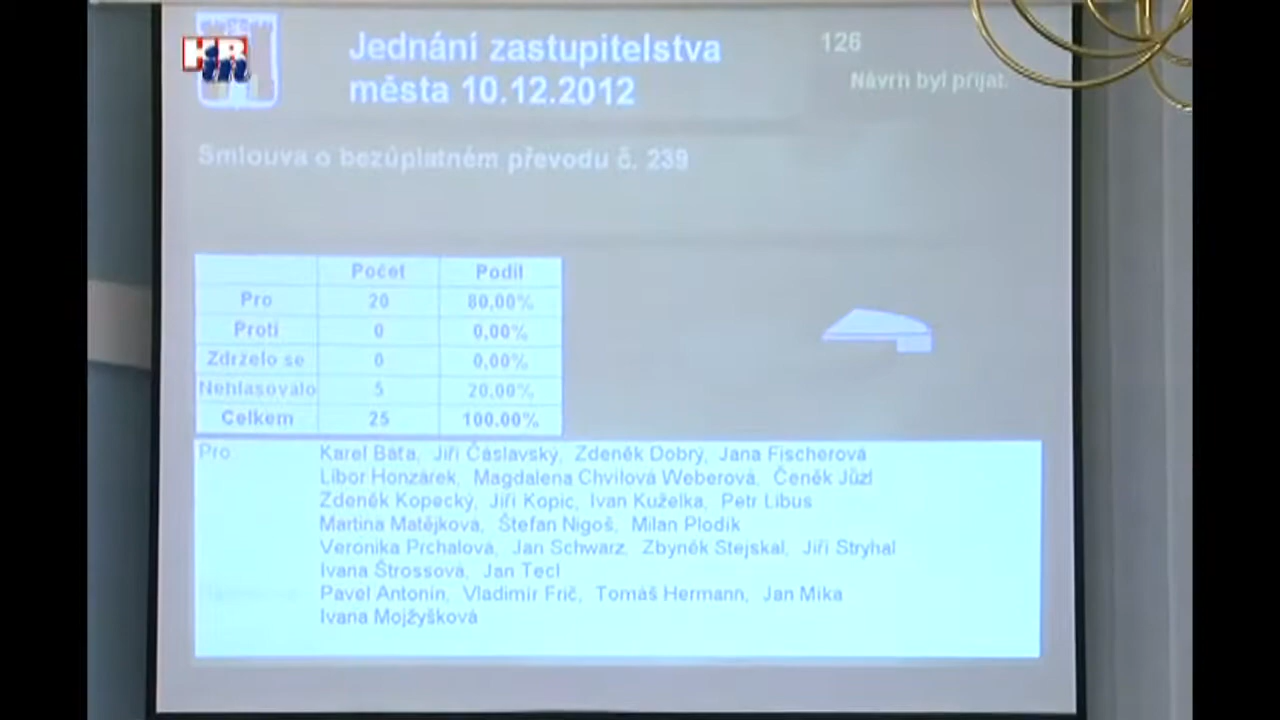 HB
in
Jednání zastupitelstva
města 10.12.2012
126
Návrh byl přijat.
Smlouva o bezúplatném převodu č. 239
Počet Podíl
Pro 20 80,00%
Proti 0 0,00%
Zdrželo se 0 0,00%
Nehlasovalo 5 20,00%
Celkem 25 100.00%
Pro Karel Báťa, Jiří Čáslavský, Zdeněk Dobrý, Jana Fischerová
Libor Honzárek, Magdalena Chvílová Weberová, Čeněk Jůzl
Zdeněk Kopecký, Jiří Kopic, Ivan Kuželka, Petr Libus
Martina Matějková, Štefan Nigoš, Milan Plodík
Veronika Prchalová, Jan Schwarz, Zbyněk Stejskal, Jiří Stryhal
Ivana Štrossová, Jan Tecl
Pavel Antonín, Vladimír Frič, Tomáš Hermann, Jan Mika
Ivana Mojžyšková